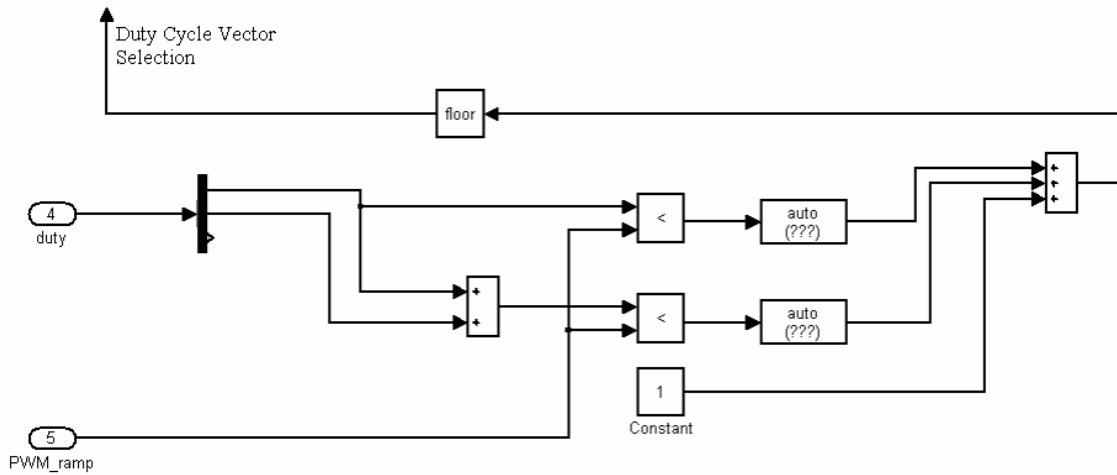 Duty Cycle Vector
Selection
floor
4
duty
+
+
+
<
auto
(???)
+
+
<
auto
(???)
1
Constant
5
PWM_ramp